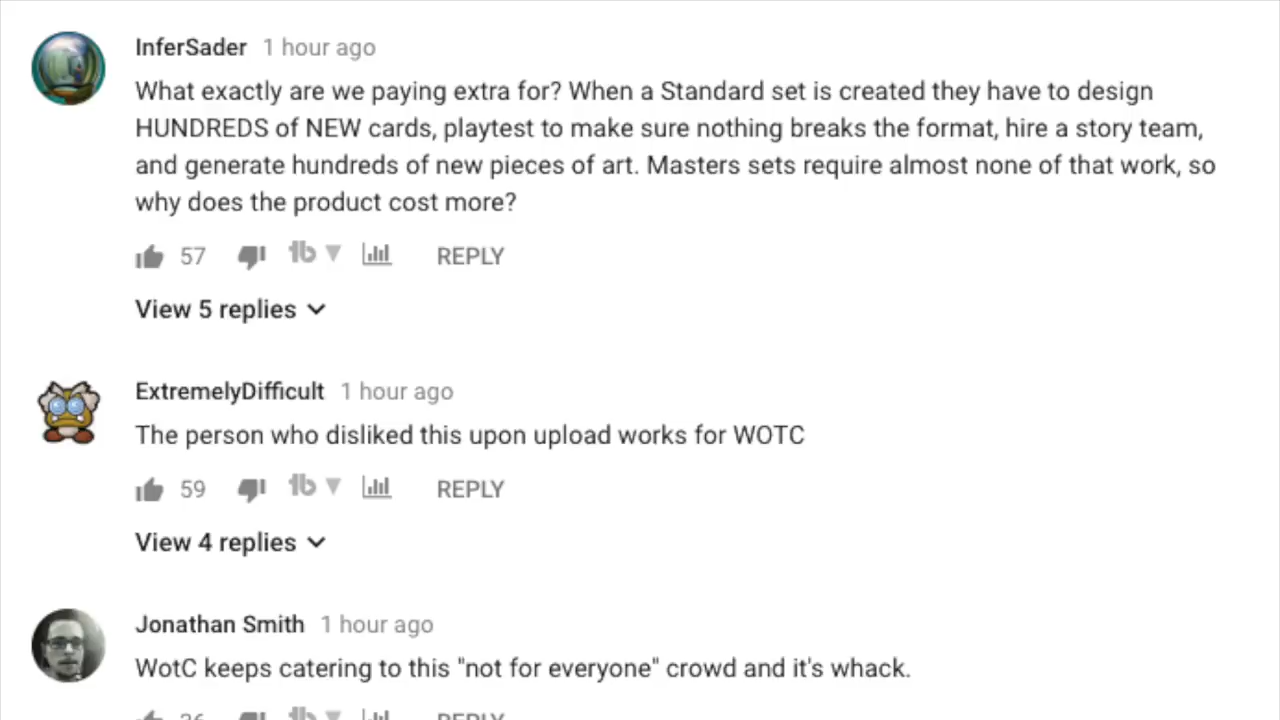 InferSader 1 hour ago
What exactly are we paying extra for? When a Standard set is created they have to design
HUNDREDS of NEW cards, playtest to make sure nothing breaks the format, hire a story team,
and generate hundreds of new pieces of art. Masters sets require almost none of that work, so
why does the product cost more?
57 REPLY
View 5 replies
ExtremelyDifficult 1 hour ago
The person who disliked this upon upload works for WOTC
59 REPLY
View 4 replies
Jonathan Smith 1 hour ago
WotC keeps catering to this "not for everyone" crowd and it's whack.
REPLY